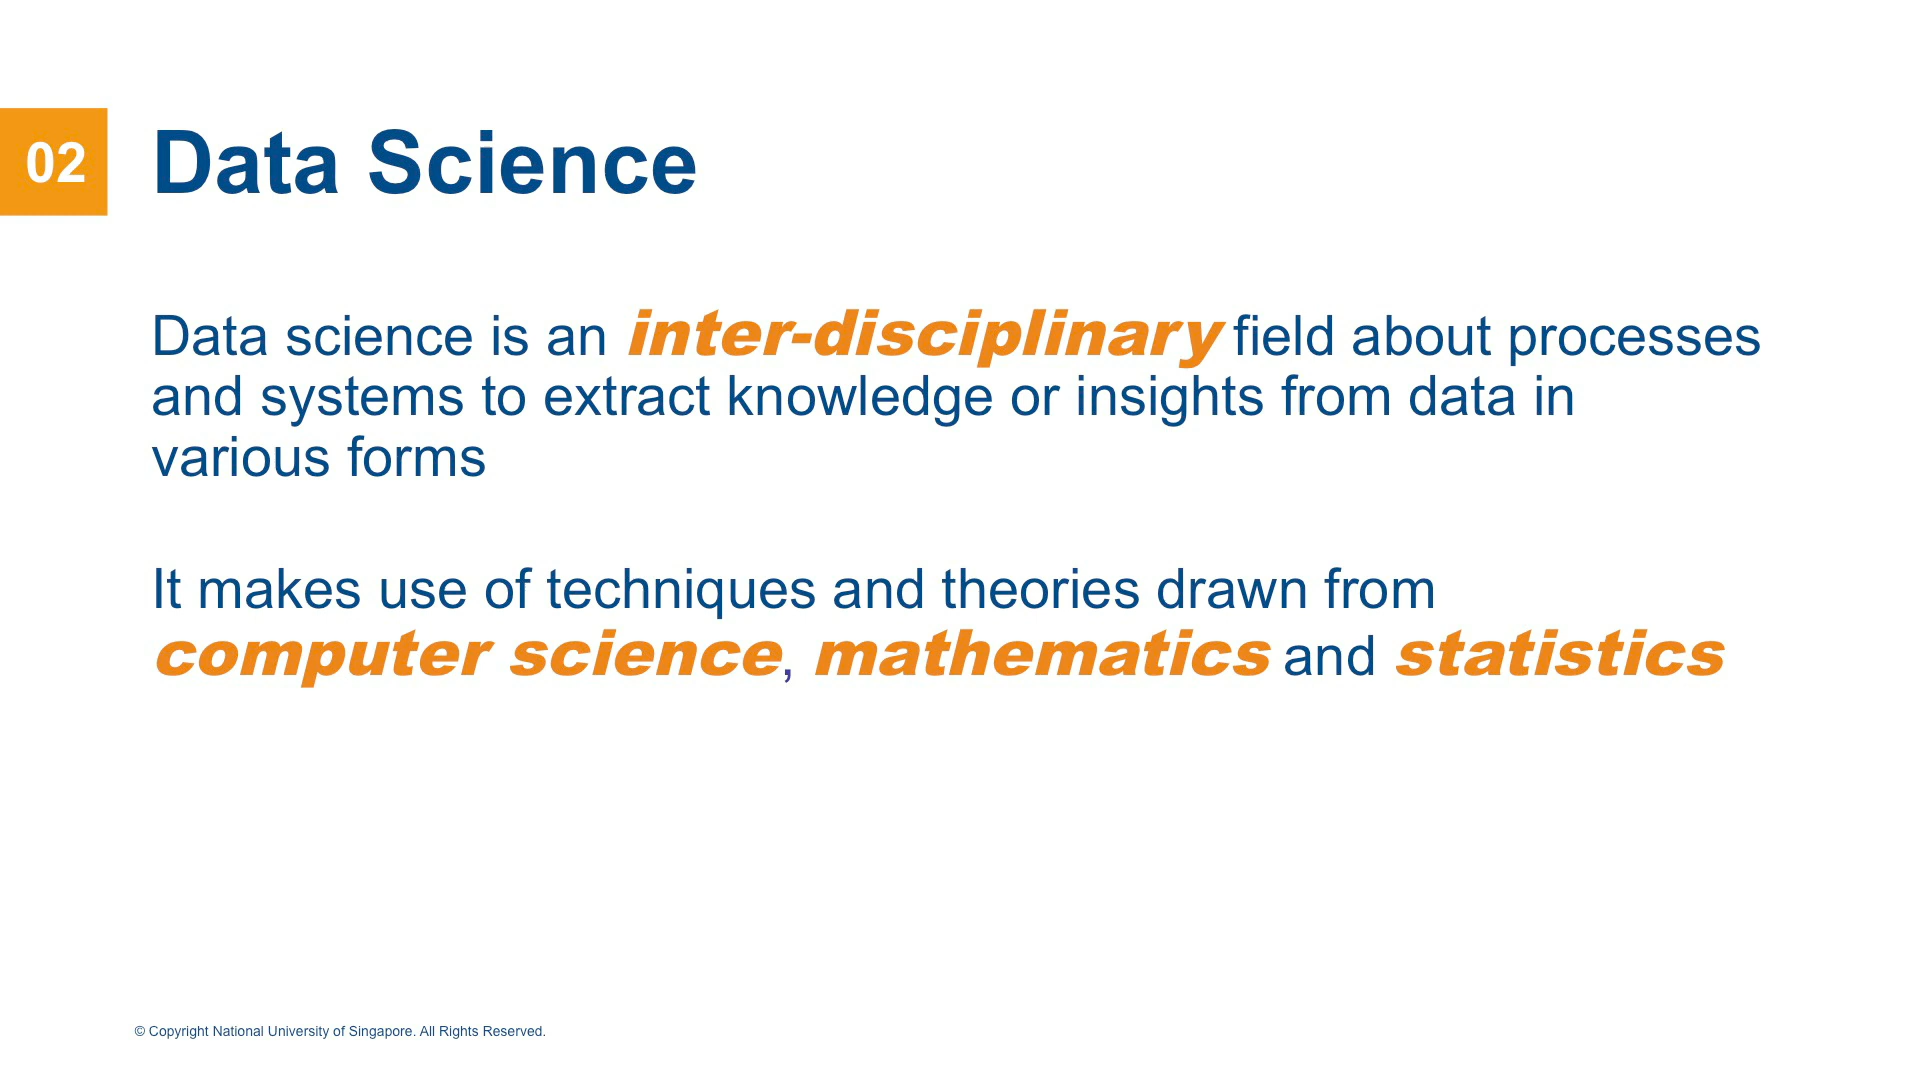 02
Data Science
Data science is an inter-disciplinary field about processes
and systems to extract knowledge or insights from data in
various forms
It makes use of techniques and theories drawn from
computer science, mathematics and statistics
© Copyright National University of Singapore. All Rights Reserved.